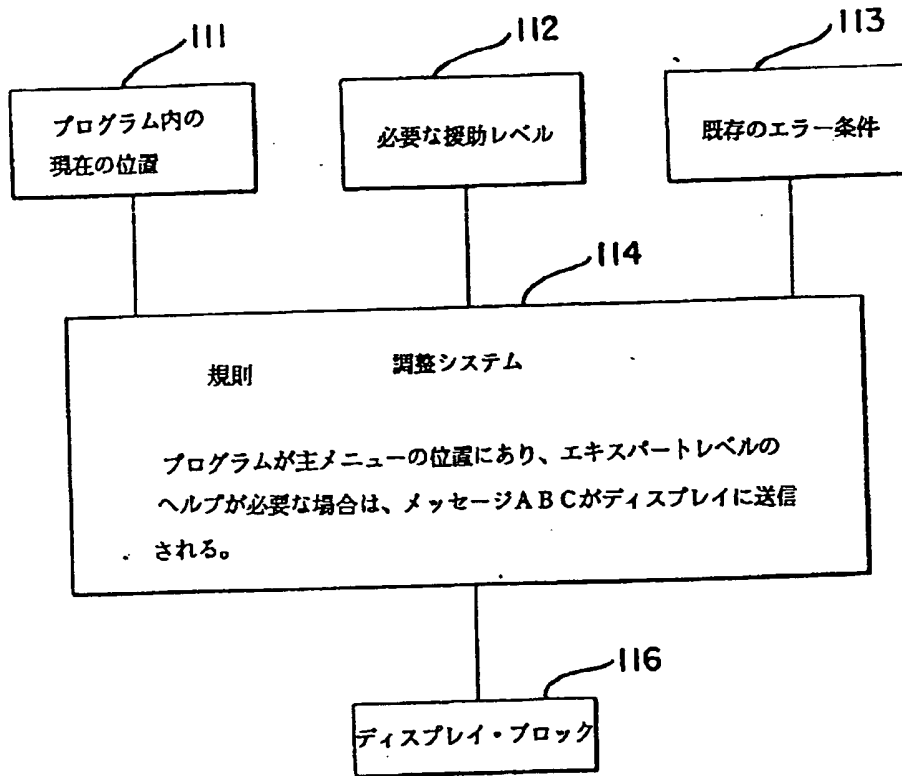 111
112
113
プログラム内の
現在の位置
必要な援助レベル
既存のエラー条件
114
規則 調整システム
プログラムが主メニューの位置にあり、エキスパートレベルの
ヘルプが必要な場合は、メッセージABCがディスプレイに送信
される。
116
ディスプレイ・ブロック